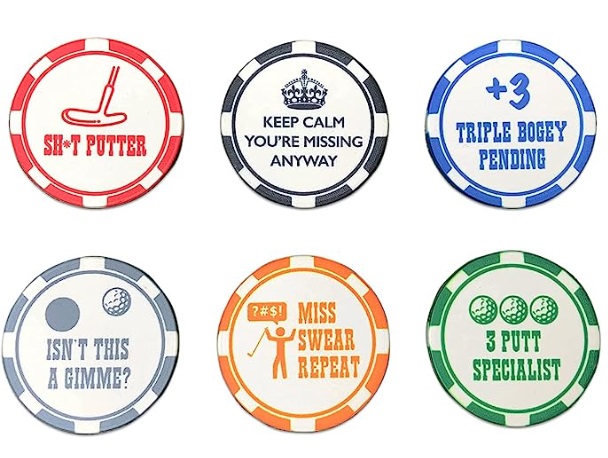 SH*T PUTTER
KEEP CALM
YOU'RE MISSING
ANYWAY
+3
TRIPLE BOGEY
PENDING
ISN'T THIS
A GIMME?
?#$!
MISS
SWEAR
REPEAT
3 PUTT
SPECIALIST